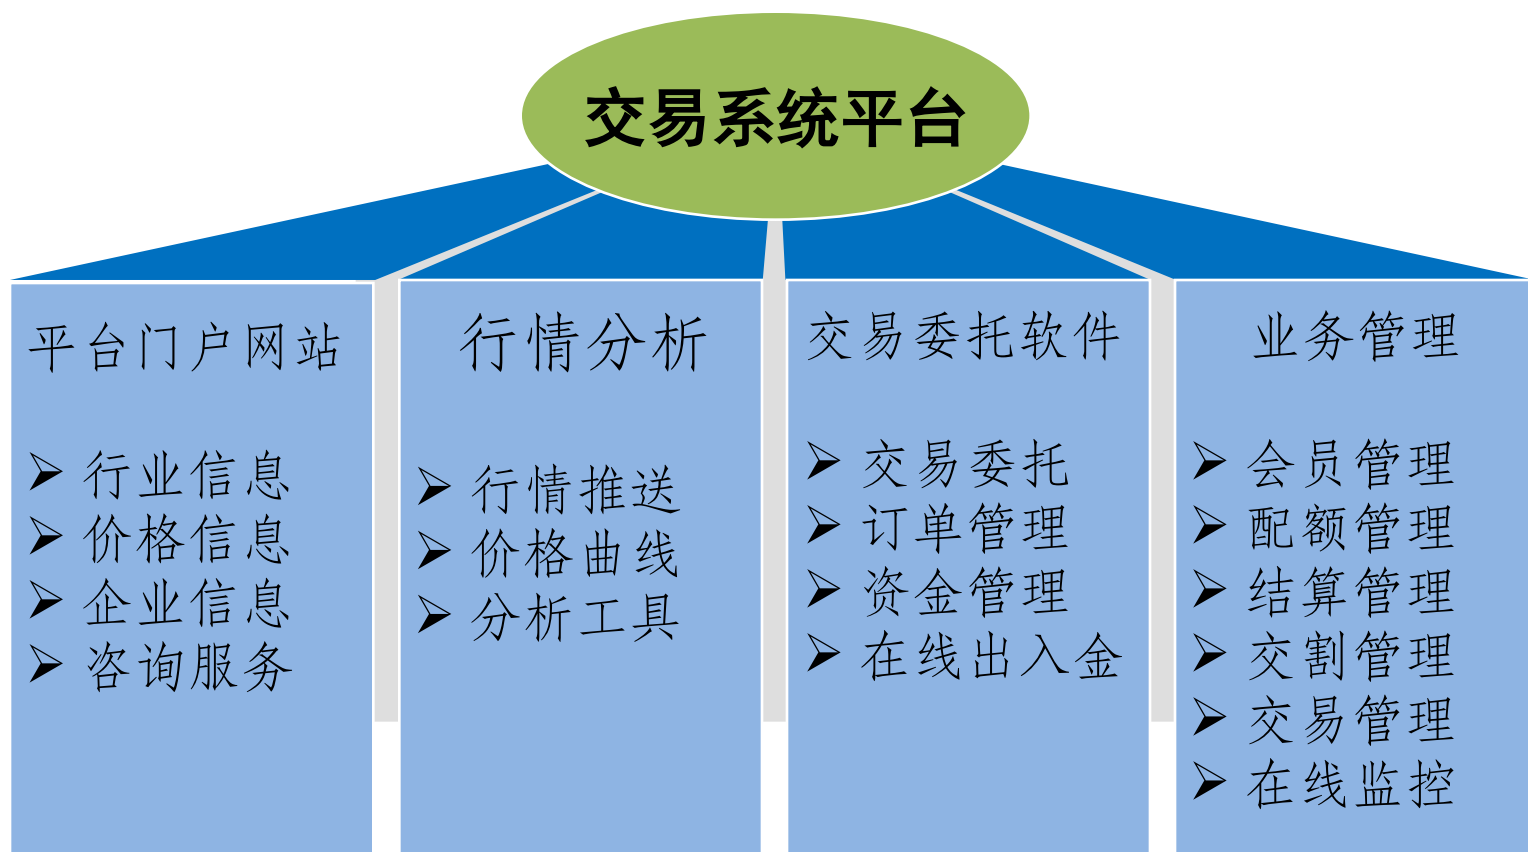 交易系统平台
平台门户网站
行业信息
价格信息
企业信息
咨询服务
行情分析
行情推送
价格曲线
分析工具
交易委托软件
交易委托
订单管理
资金管理
在线出入金
业务管理
会员管理
配额管理
结算管理
交割管理
交易管理
在线监控